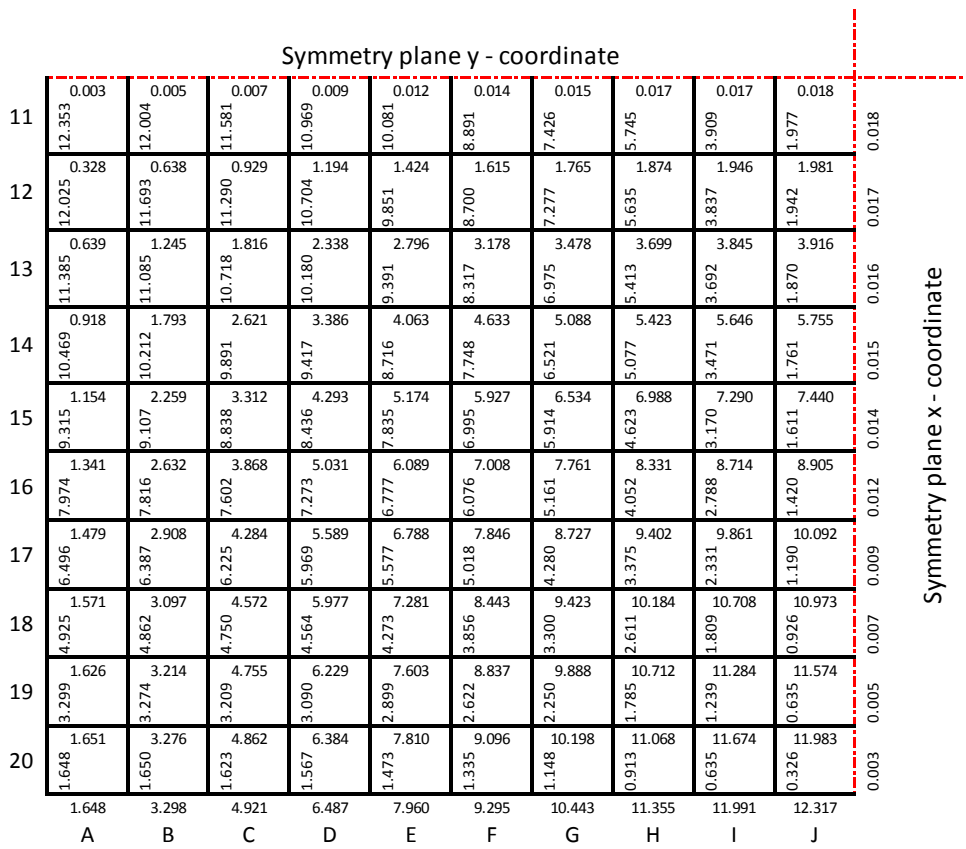 Symmetry plane y - coordinate
0.003 0.005 0.007 0.009 0.012 0.014 0.015 0.017 0.017 0.018
11 12.353 12.004 11.581 10.969 10.081 8.891 7.426 5.745 3.909 1.977 0.018
0.328 0.638 0.929 1.194 1.424 1.615 1.765 1.874 1.946 1.981
12 12.025 11.693 11.290 10.704 9.851 8.700 7.277 5.635 3.837 1.942 0.017
0.639 1.245 1.816 2.338 2.796 3.178 3.478 3.699 3.845 3.916
13 11.385 11.085 10.718 10.180 9.391 8.317 6.975 5.413 3.692 1.870 0.016
0.918 1.793 2.621 3.386 4.063 4.633 5.088 5.423 5.646 5.755
14 10.469 10.212 9.891 9.417 8.716 7.748 6.521 5.077 3.471 1.761 0.015
1.154 2.259 3.312 4.293 5.174 5.927 6.534 6.988 7.290 7.440
15 9.315 9.107 8.838 8.436 7.835 6.995 5.914 4.623 3.170 1.611 0.014
1.341 2.632 3.868 5.031 6.089 7.008 7.761 8.331 8.714 8.905
16 7.974 7.816 7.602 7.273 6.777 6.076 5.161 4.052 2.788 1.420 0.012
1.479 2.908 4.284 5.589 6.788 7.846 8.727 9.402 9.861 10.092
17 6.496 6.387 6.225 5.969 5.577 5.018 4.280 3.375 2.331 1.190 0.009
1.571 3.097 4.572 5.977 7.281 8.443 9.423 10.184 10.708 10.973
18 4.925 4.862 4.750 4.564 4.273 3.856 3.300 2.611 1.809 0.926 0.007
1.626 3.214 4.755 6.229 7.603 8.837 9.888 10.712 11.284 11.574
19 3.299 3.274 3.209 3.090 2.899 2.622 2.250 1.785 1.239 0.635 0.005
1.651 3.276 4.862 6.384 7.810 9.096 10.198 11.068 11.674 11.983
20 1.648 1.650 1.623 1.567 1.473 1.335 1.148 0.913 0.635 0.326 0.003
1.648 3.298 4.921 6.487 7.960 9.295 10.443 11.355 11.991 12.317
A B C D E F G H I J
Symmetry plane x - coordinate